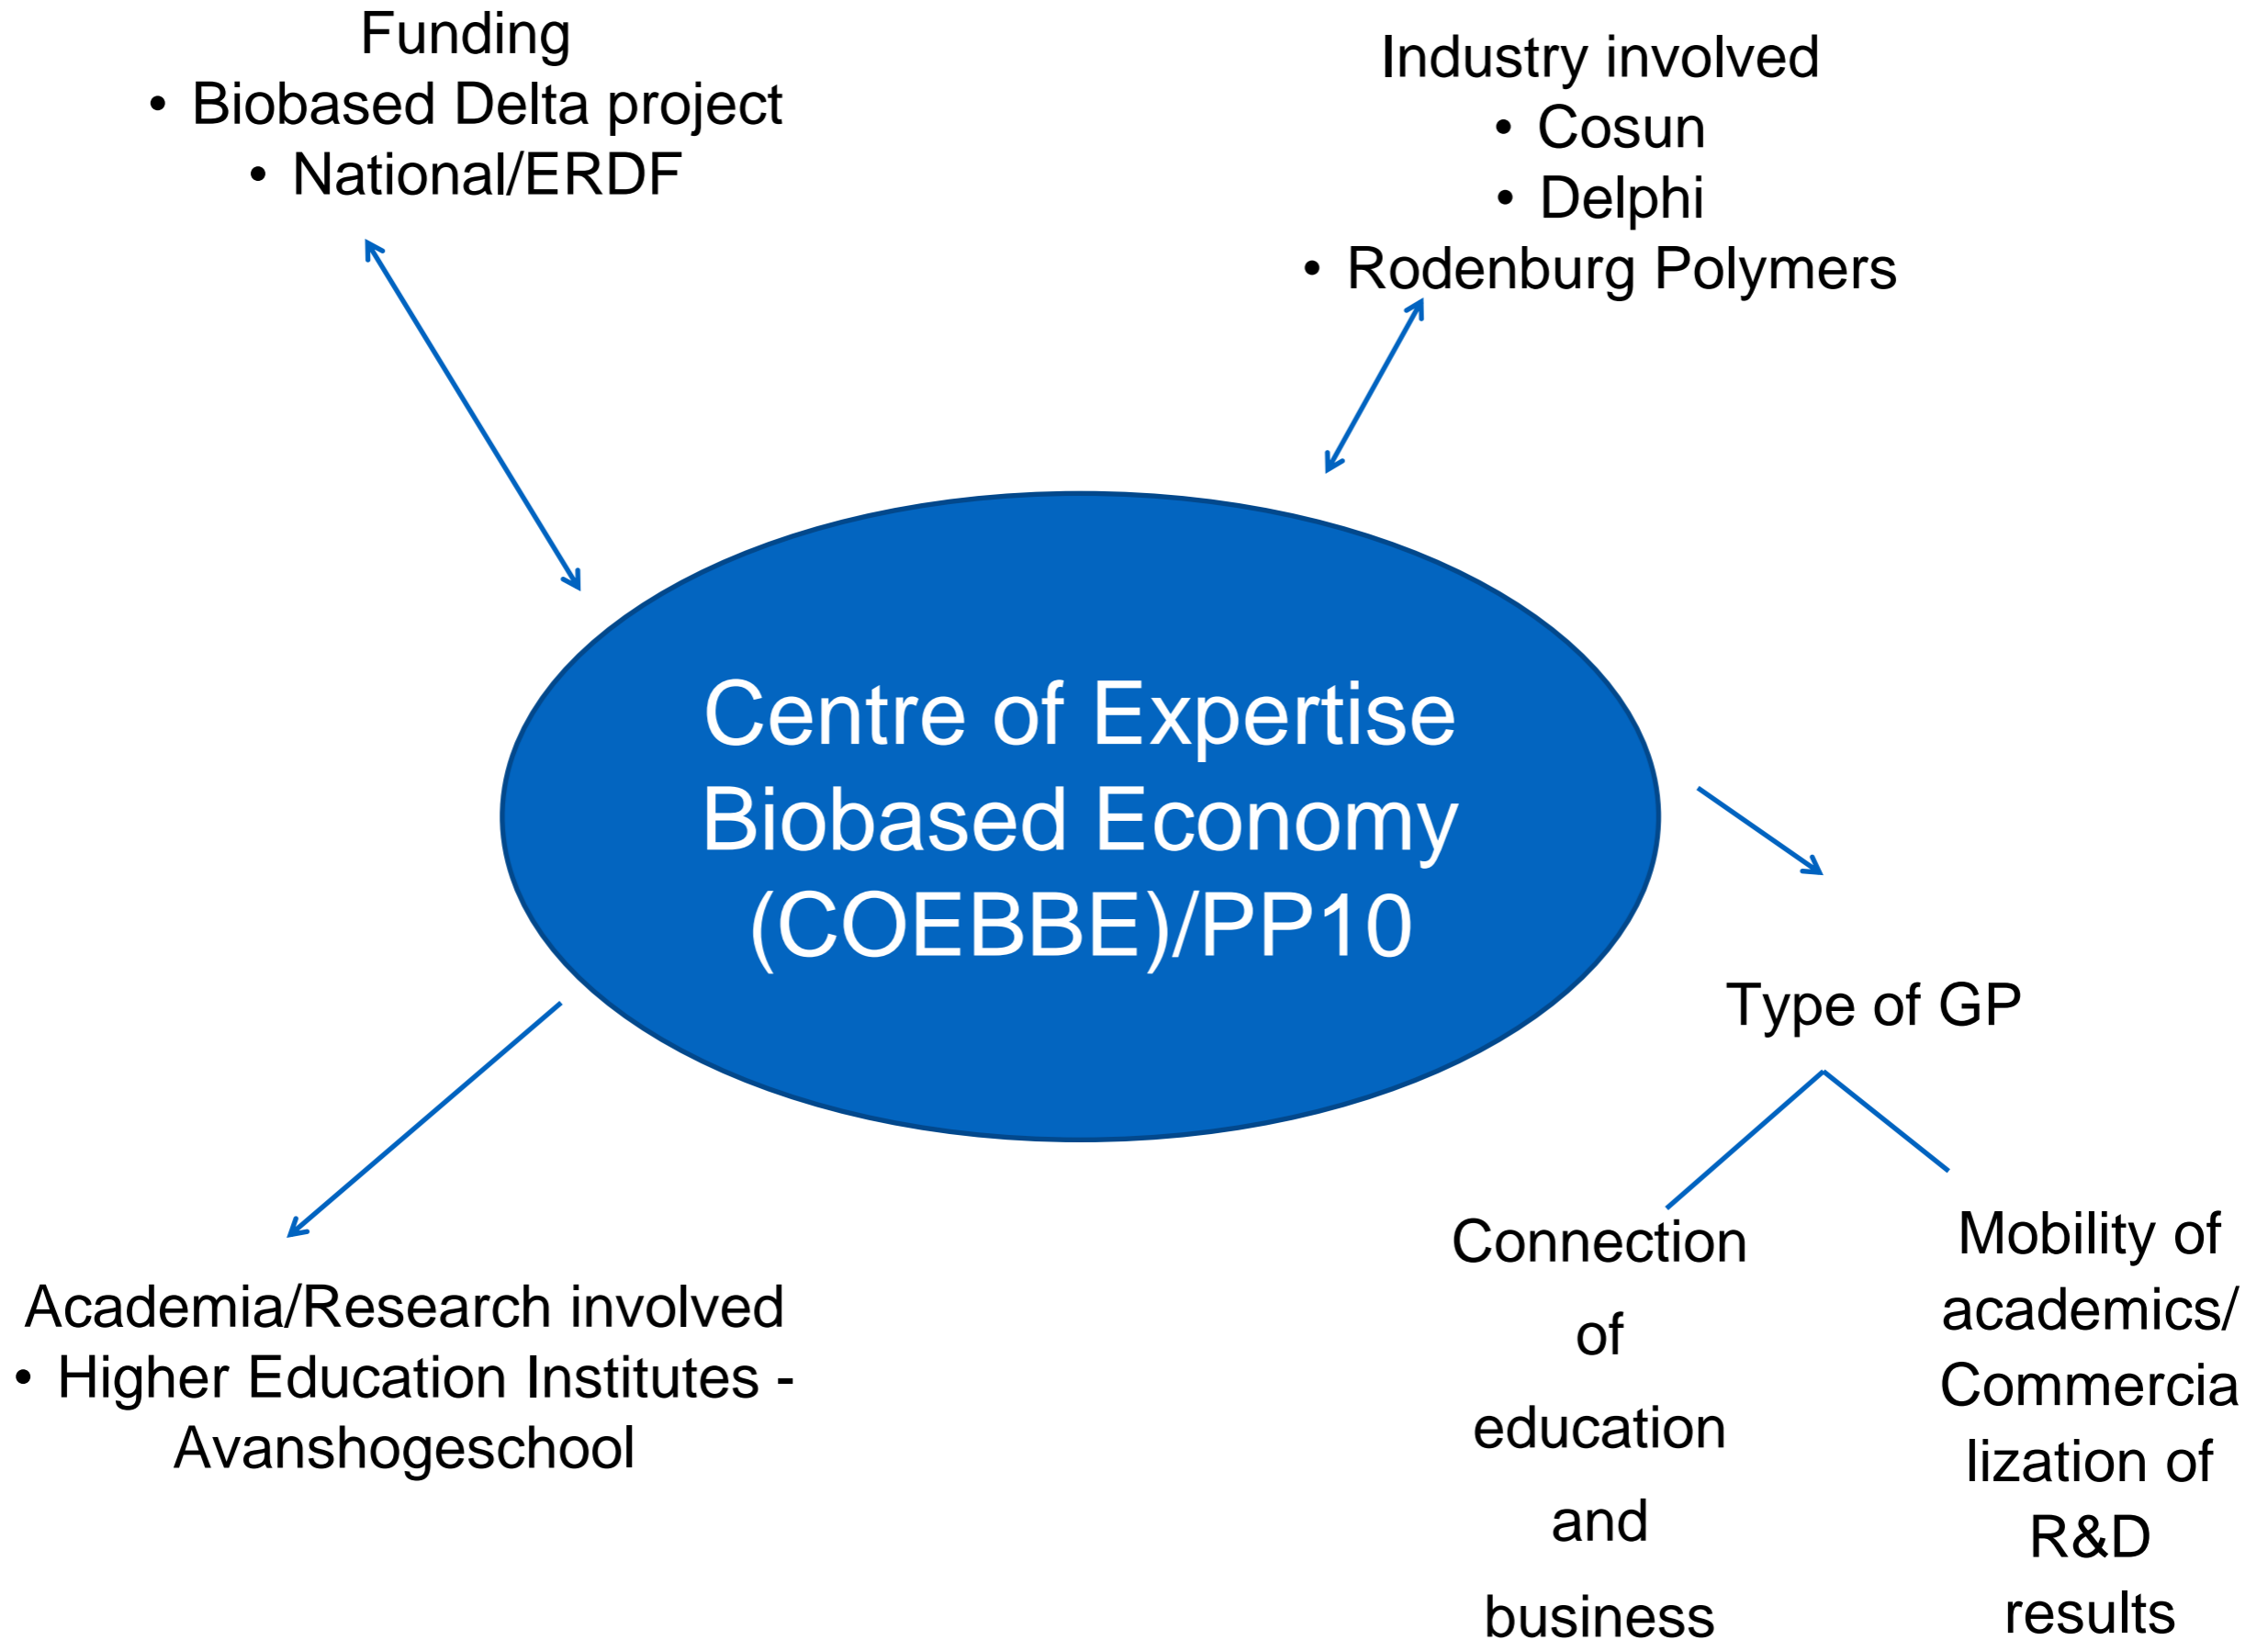 Funding
• Biobased Delta project
• National/ERDF
Industry involved
• Cosun
• Delphi
• Rodenburg Polymers
Centre of Expertise
Biobased Economy
(COEBBE)/PP10
Type of GP
Connection
of
education
and
business
Mobility of
academics/
Commercia
lization of
R&D
results
Academia/Research involved
• Higher Education Institutes -
Avanshogeschool